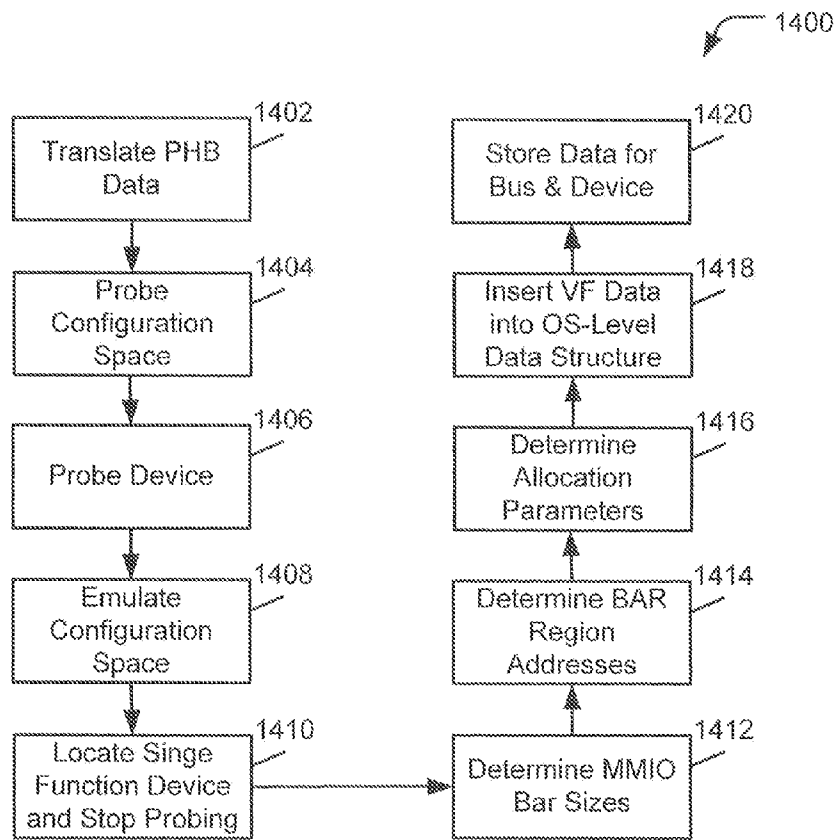 1400
1402
Translate PHB
Data
1404
Probe
Configuration
Space
1406
Probe Device
1408
Emulate
Configuration
Space
1410
Locate Singe
Function Device
and Stop Probing
1412
Determine MMIO
Bar Sizes
1414
Determine BAR
Region
Addresses
1416
Determine
Allocation
Parameters
1418
Insert VF Data
into OS-Level
Data Structure
1420
Store Data for
Bus & Device